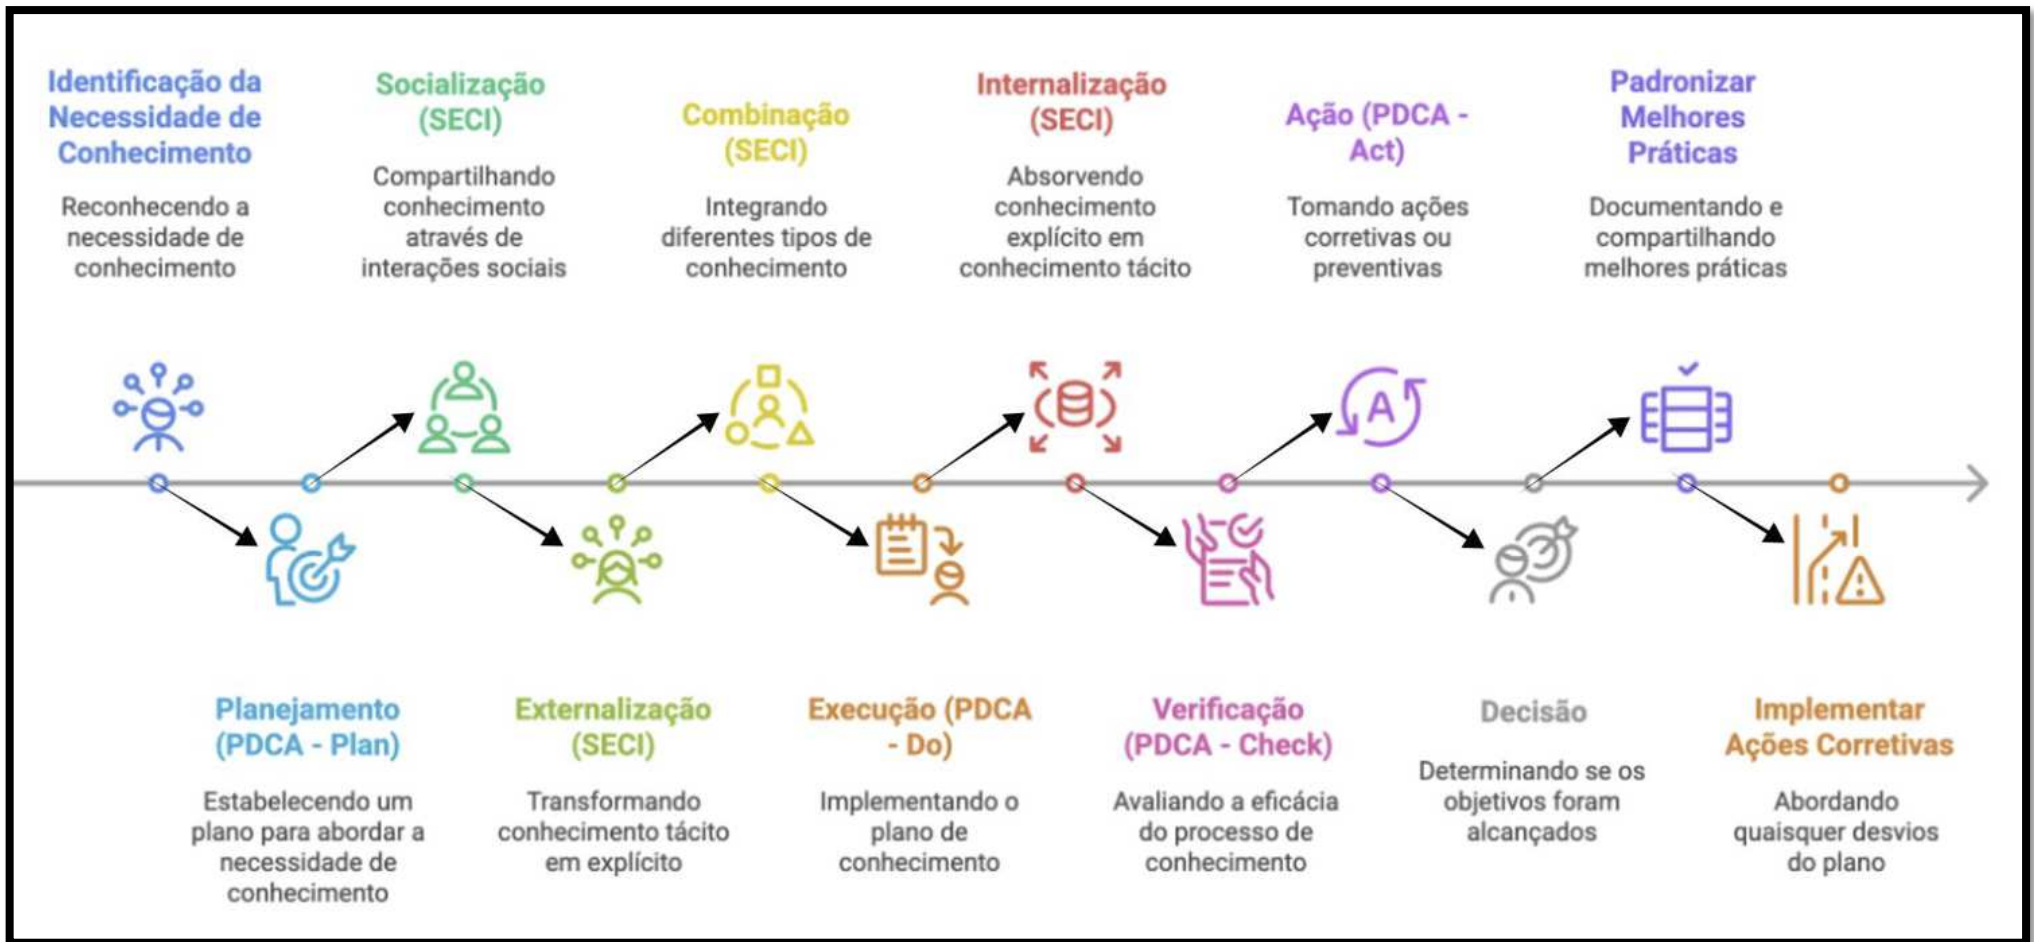 Identificação da
Necessidade de
Conhecimento
Reconhecendo a
necessidade de
conhecimento
Socialização
(SECI)
Compartilhando
conhecimento
através de
interações sociais
Combinação
(SECI)
Integrando
diferentes tipos de
conhecimento
Internalização
(SECI)
Absorvendo
conhecimento
explícito em
conhecimento tácito
Ação (PDCA -
Act)
Tomando ações
corretivas ou
preventivas
Padronizar
Melhores
Práticas
Documentando e
compartilhando
melhores práticas
A
Planejamento
(PDCA - Plan)
Estabelecendo um
plano para abordar a
necessidade de
conhecimento
Externalização
(SECI)
Transformando
conhecimento tácito
em explícito
Execução (PDCA
- Do)
Implementando o
plano de
conhecimento
Verificação
(PDCA - Check)
Avaliando a eficácia
do processo de
conhecimento
Decisão
Determinando se os
objetivos foram
alcançados
Implementar
Ações Corretivas
Abordando
quaisquer desvios
do plano